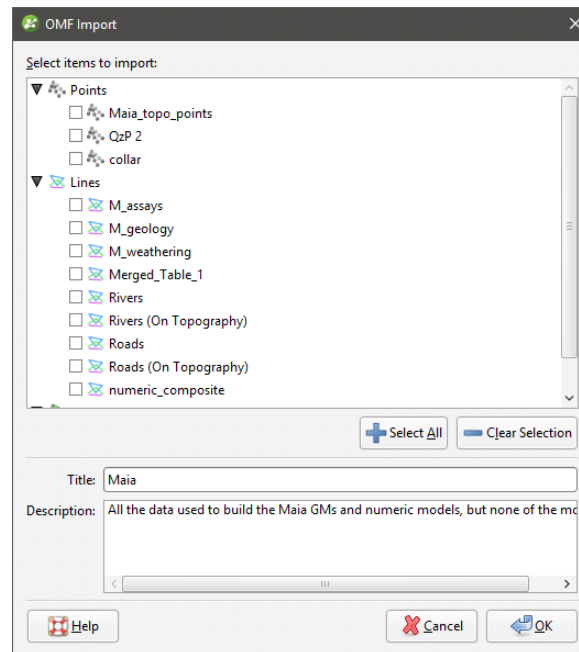 OMF Import
Select items to import:
Points
Maia_topo_points
QzP 2
collar
Lines
M_assays
M_geology
M_weathering
Merged_Table_1
Rivers
Rivers (On Topography)
Roads
Roads (On Topography)
numeric_composite
Select All
Clear Selection
Title: Maia
Description: All the data used to build the Maia GMs and numeric models, but none of the mo
Help
Cancel
OK